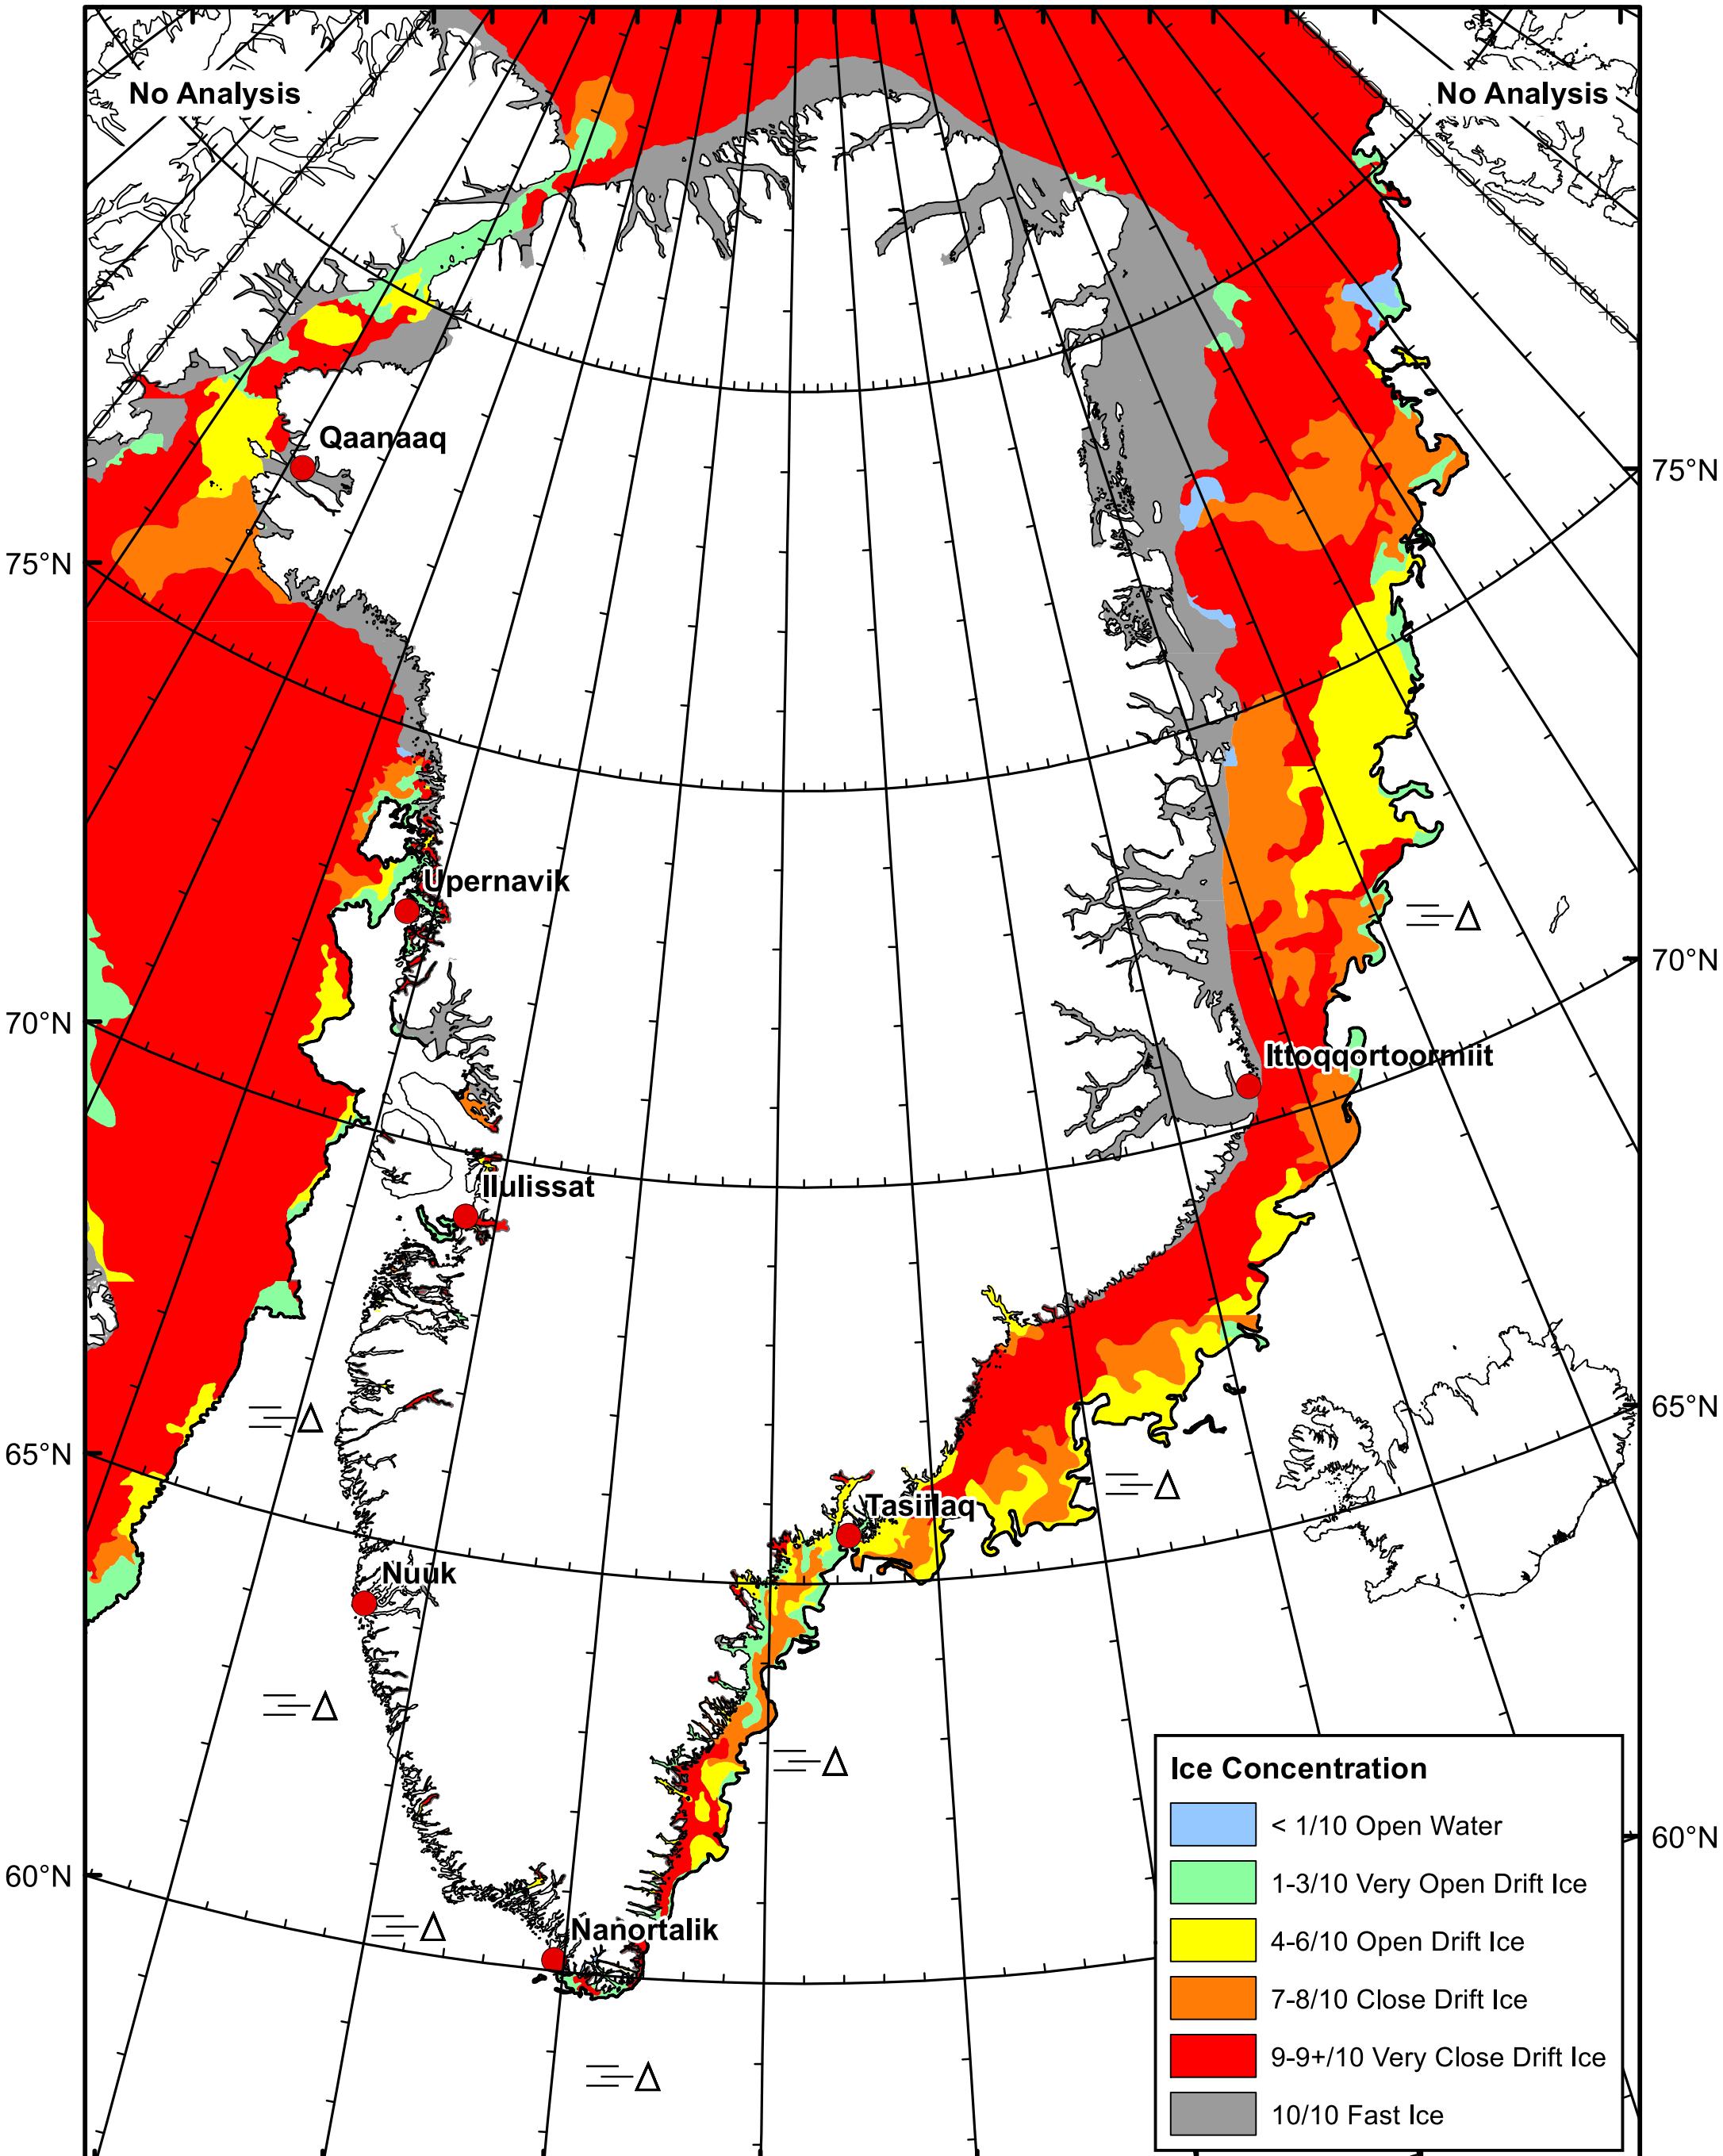 No Analysis
No Analysis
Qaanaaq
75°N
75°N
Upernavik
70°N
70°N
Ittoqqortoormiit
Ilulissat
65°N
65°N
Tasiilaq
Nuuk
60°N
60°N
Nanortalik
Ice Concentration
< 1/10 Open Water
1-3/10 Very Open Drift Ice
4-6/10 Open Drift Ice
7-8/10 Close Drift Ice
9-9+/10 Very Close Drift Ice
10/10 Fast Ice